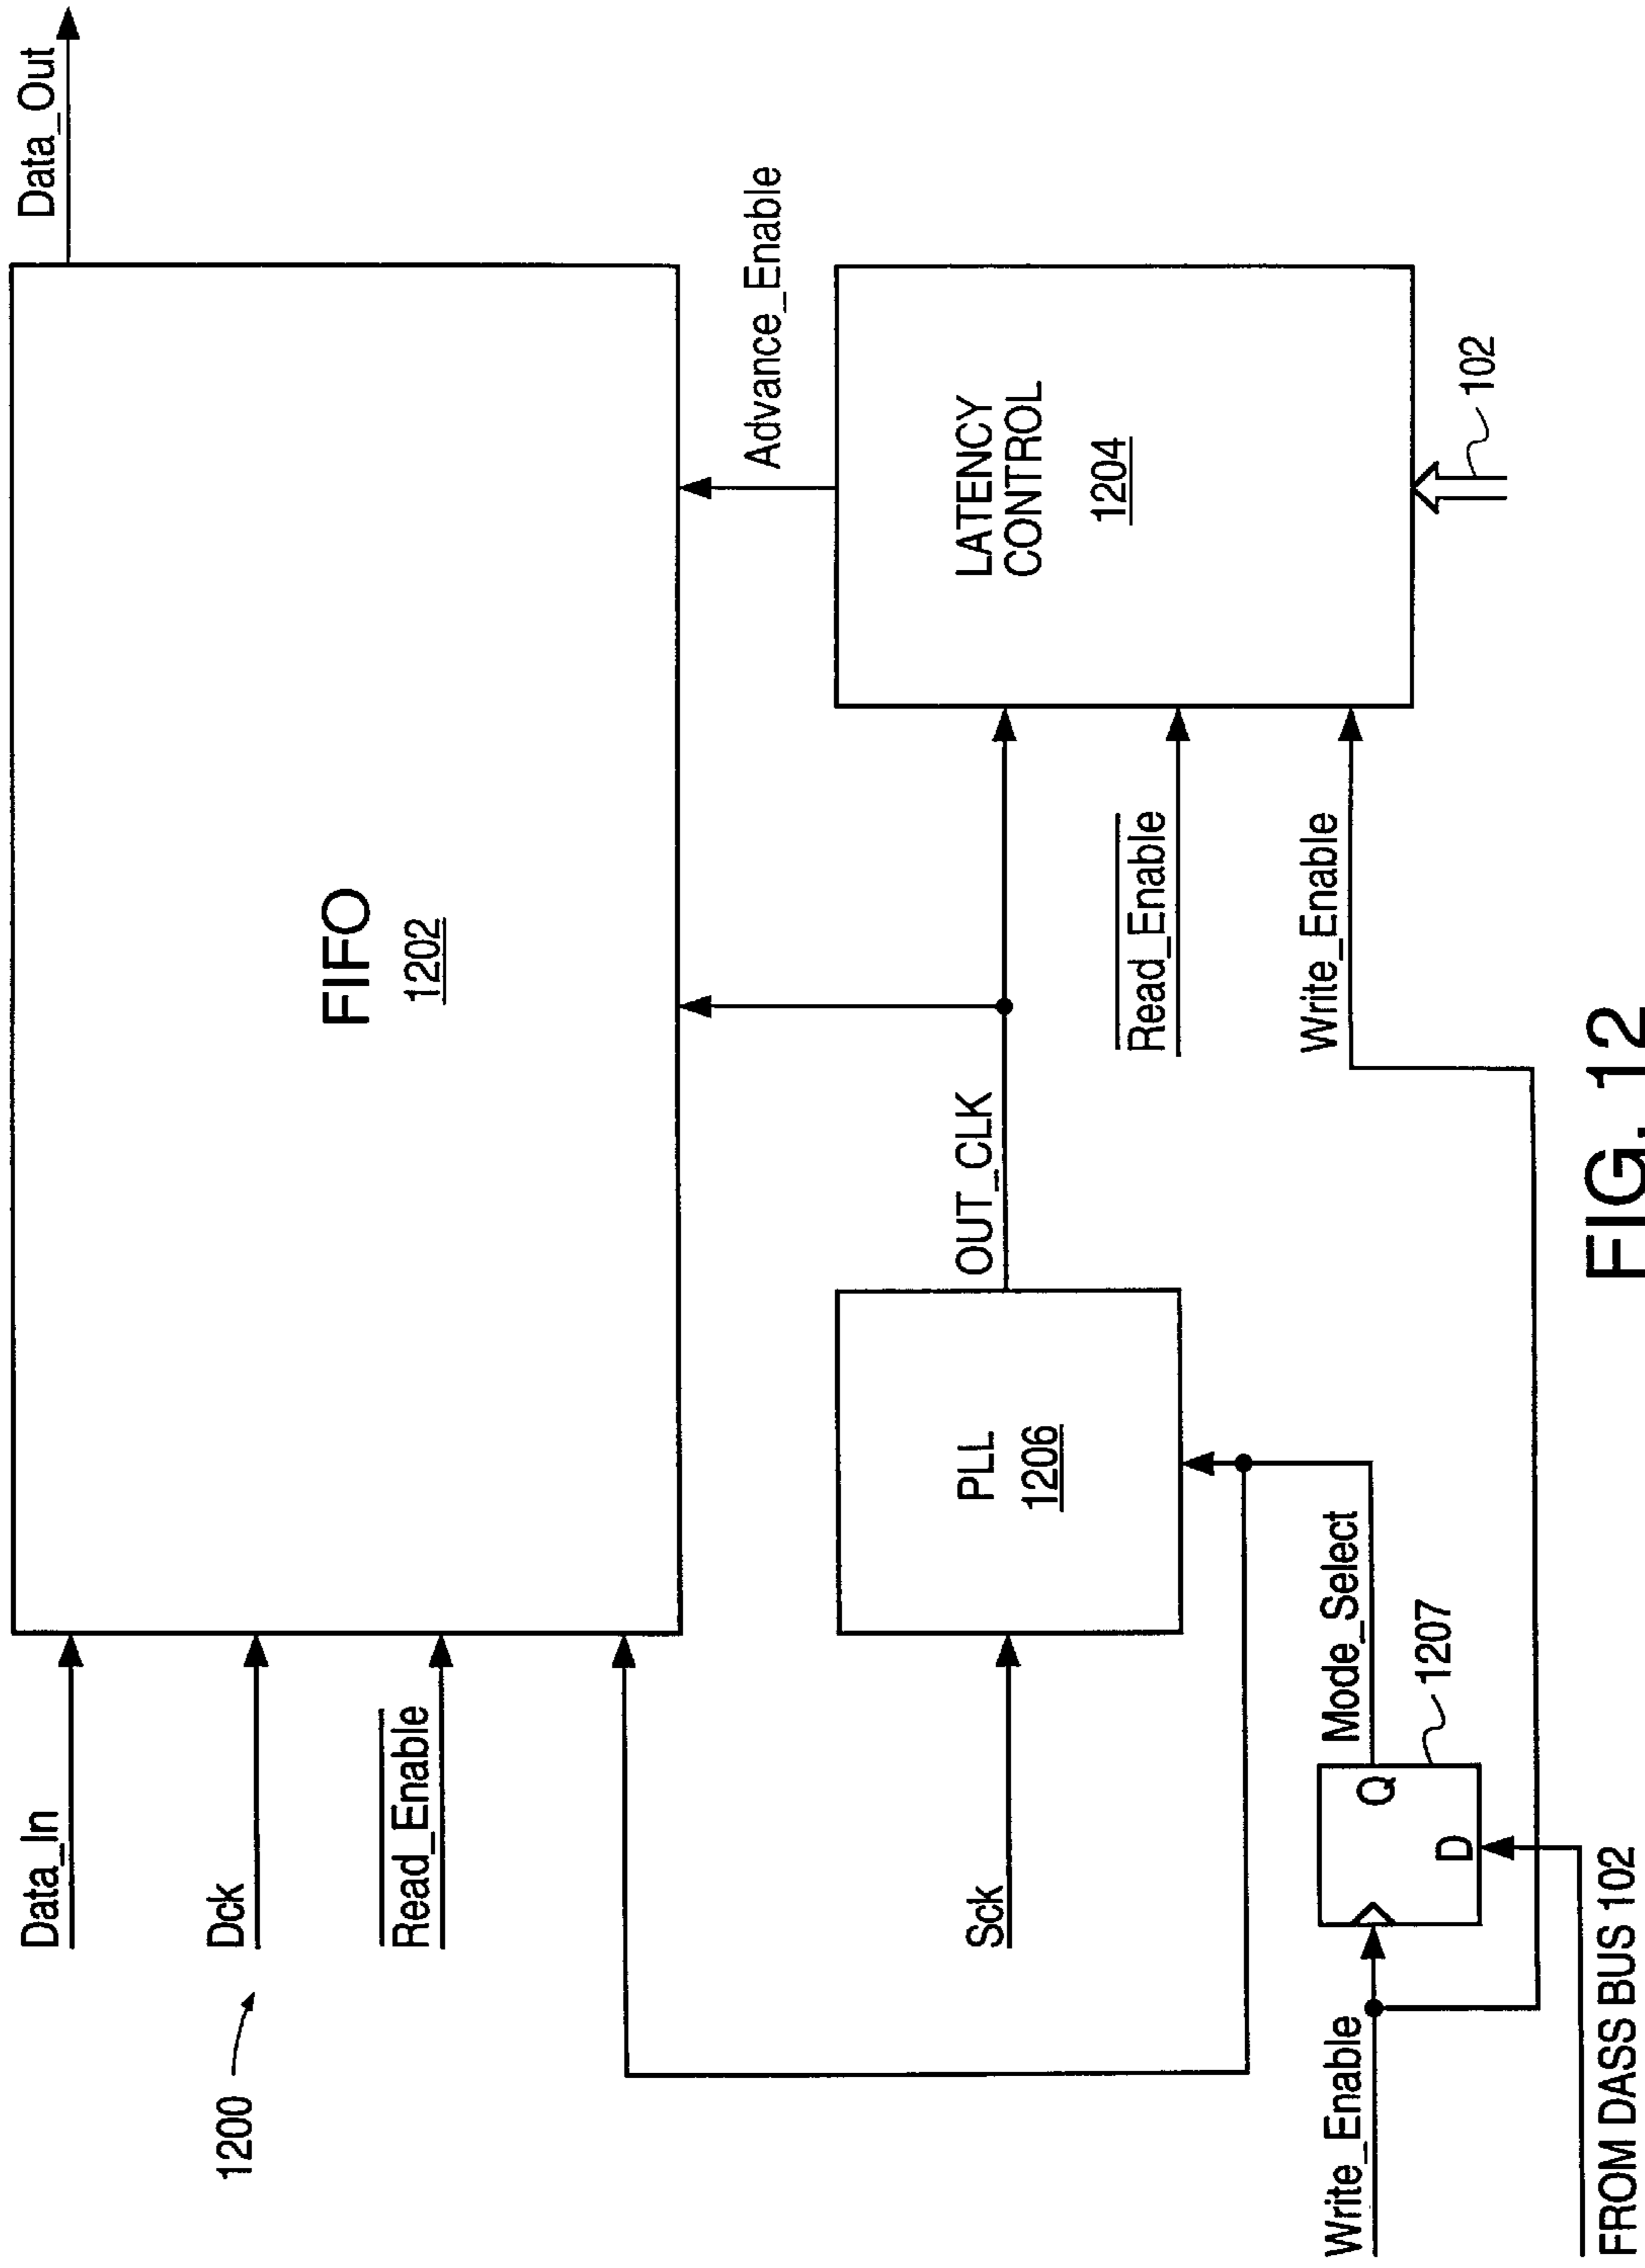 Data_In
Dck
Read_Enable
1200
FIFO
1202
Data_Out
Advance_Enable
Sck
PLL
1206
OUT_CLK
LATENCY
CONTROL
1204
Read_Enable
Write_Enable
102
Mode_Select
1207
Q
D
Write_Enable
FROM DASS BUS 102
FIG. 12